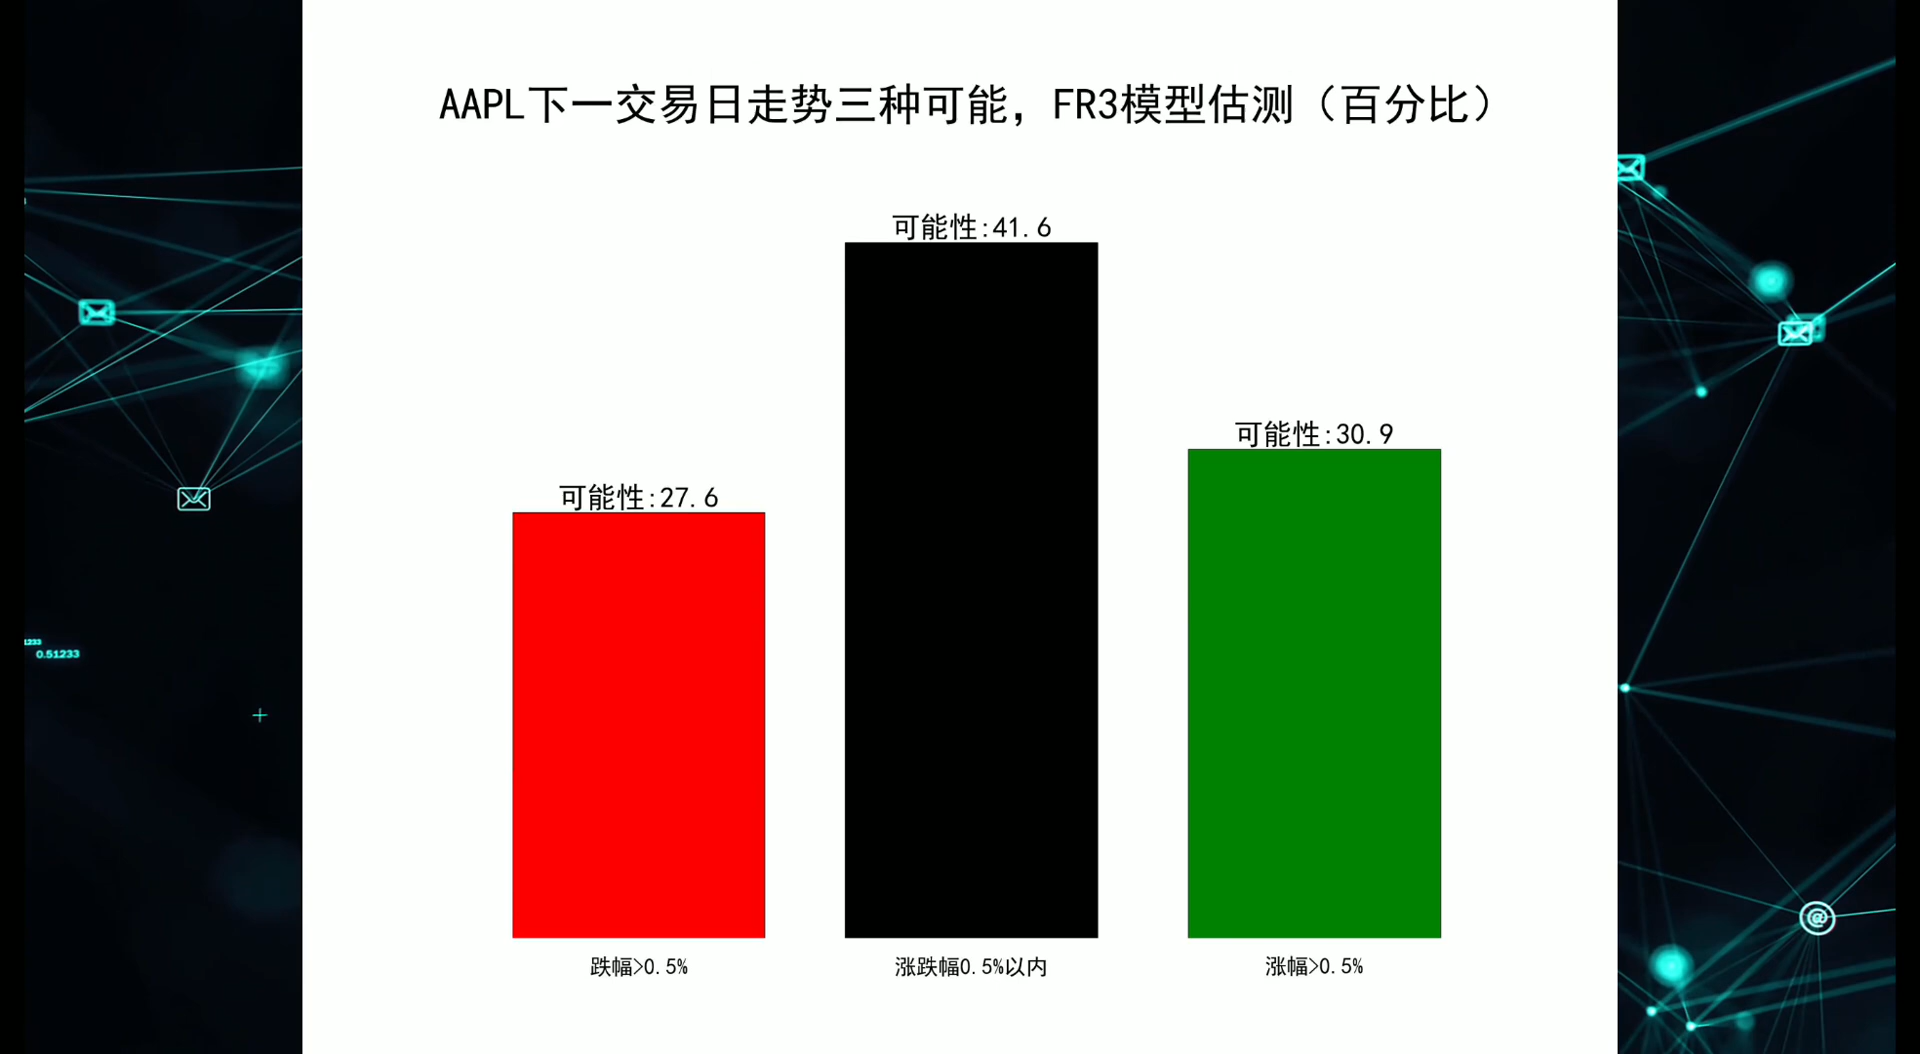 AAPL下一交易日走势三种可能，FR3模型估测（百分比）
可能性:41.6
可能性:30.9
可能性:27.6
跌幅>0.5%
涨跌幅0.5%以内
涨幅>0.5%
1233
0.51233
@